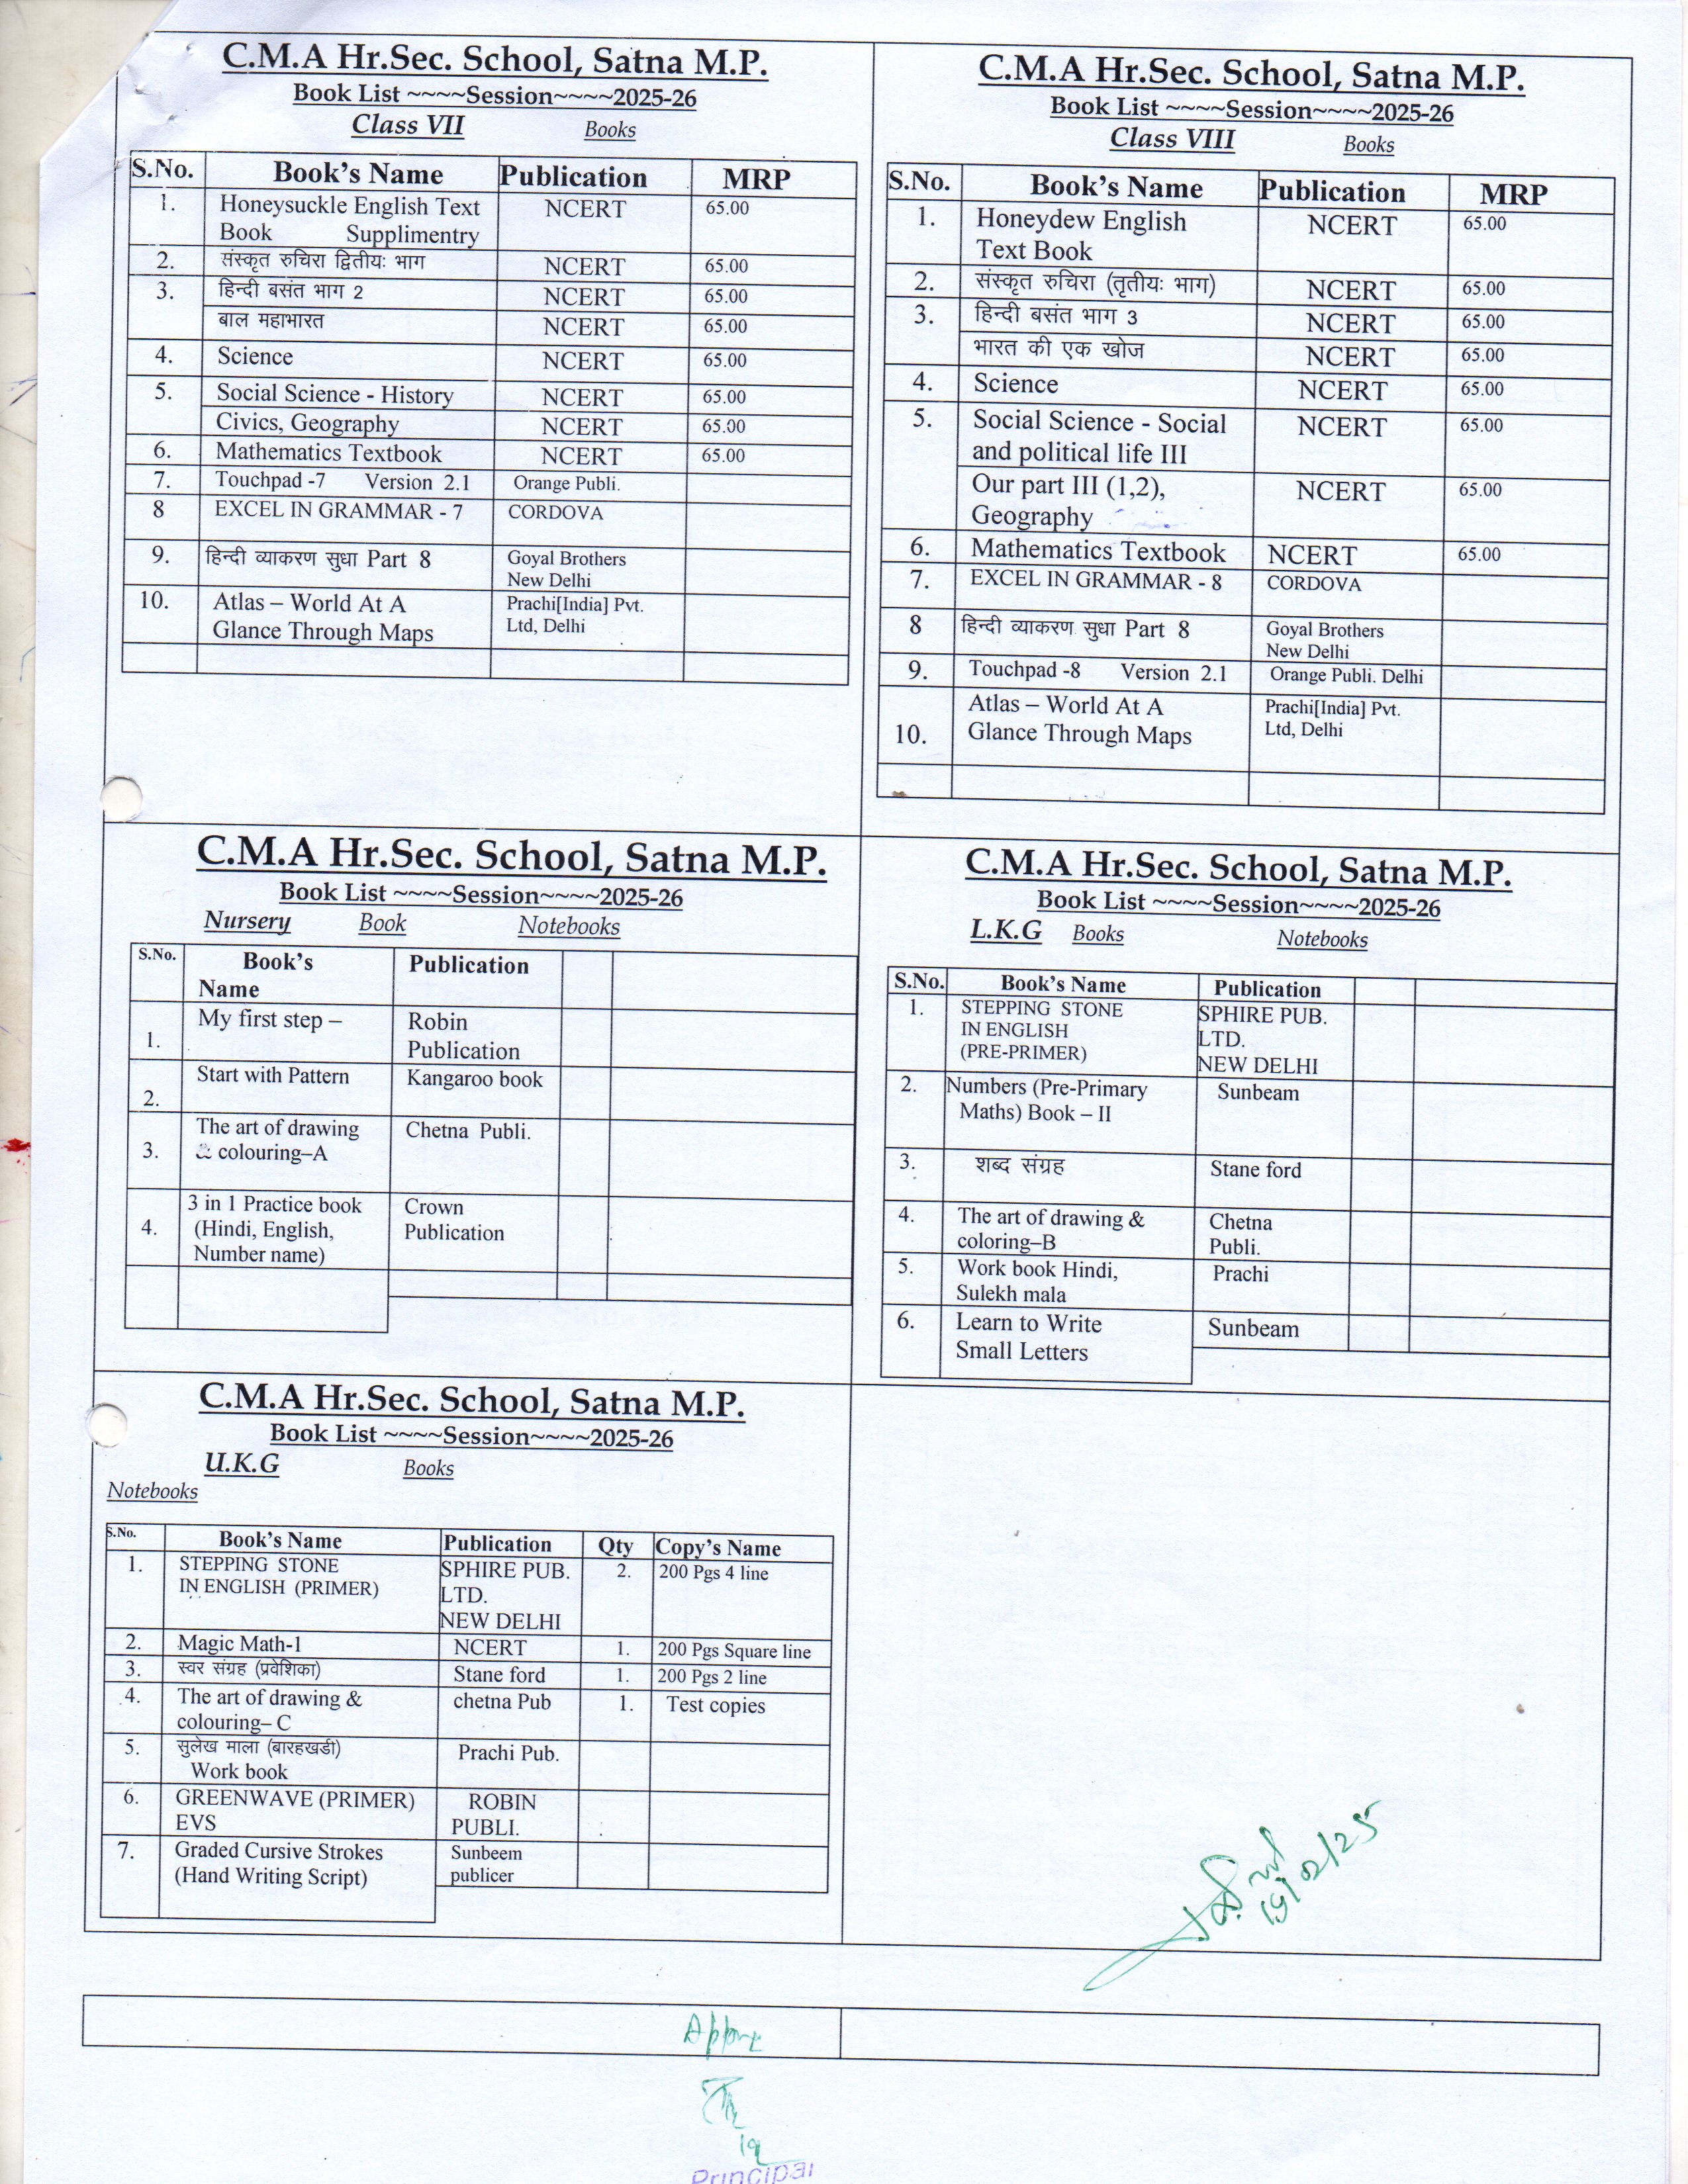 C.M.A Hr.Sec. School, Satna M.P.
Book List ~~~~Session~~~~2025-26
Class VII Books
S.No. Book's Name Publication MRP
1. Honeysuckle English Text NCERT 65.00
Book Supplimentry
2. संस्कृत रुचिरा द्वितीयः भाग NCERT 65.00
3. हिन्दी बसंत भाग 2 NCERT 65.00
बाल महाभारत NCERT 65.00
4. Science NCERT 65.00
5. Social Science - History NCERT 65.00
Civics, Geography NCERT 65.00
6. Mathematics Textbook NCERT 65.00
7. Touchpad -7 Version 2.1 Orange Publi.
8 EXCEL IN GRAMMAR - 7 CORDOVA
9. हिन्दी व्याकरण सुधा Part 8 Goyal Brothers
New Delhi
10. Atlas – World At A Prachi[India] Pvt.
Glance Through Maps Ltd, Delhi
C.M.A Hr.Sec. School, Satna M.P.
Book List ~~~~Session~~~~2025-26
Class VIII Books
S.No. Book's Name Publication MRP
1. Honeydew English NCERT 65.00
Text Book
2. संस्कृत रुचिरा (तृतीयः भाग) NCERT 65.00
3. हिन्दी बसंत भाग 3 NCERT 65.00
भारत की एक खोज NCERT 65.00
4. Science NCERT 65.00
5. Social Science - Social NCERT 65.00
and political life III
Our part III (1,2), NCERT 65.00
Geography
6. Mathematics Textbook NCERT 65.00
7. EXCEL IN GRAMMAR - 8 CORDOVA
8 हिन्दी व्याकरण सुधा Part 8 Goyal Brothers
New Delhi
9. Touchpad -8 Version 2.1 Orange Publi. Delhi
Atlas – World At A Prachi[India] Pvt.
10. Glance Through Maps Ltd, Delhi
C.M.A Hr.Sec. School, Satna M.P.
Book List ~~~~Session~~~~2025-26
Nursery Book Notebooks
S.No. Book's Publication
Name
My first step – Robin
1. Publication
Start with Pattern Kangaroo book
2.
The art of drawing Chetna Publi.
3. & colouring–A
3 in 1 Practice book Crown
4. (Hindi, English, Publication
Number name)
C.M.A Hr.Sec. School, Satna M.P.
Book List ~~~~Session~~~~2025-26
L.K.G Books Notebooks
S.No. Book's Name Publication
1. STEPPING STONE SPHIRE PUB.
IN ENGLISH LTD.
(PRE-PRIMER) NEW DELHI
2. Numbers (Pre-Primary Sunbeam
Maths) Book – II
3. शब्द संग्रह Stane ford
4. The art of drawing & Chetna
coloring–B Publi.
5. Work book Hindi, Prachi
Sulekh mala
6. Learn to Write Sunbeam
Small Letters
C.M.A Hr.Sec. School, Satna M.P.
Book List ~~~~Session~~~~2025-26
U.K.G Books
Notebooks
S.No. Book's Name Publication Qty Copy's Name
1. STEPPING STONE SPHIRE PUB. 2. 200 Pgs 4 line
IN ENGLISH (PRIMER) LTD.
NEW DELHI
2. Magic Math-1 NCERT 1. 200 Pgs Square line
3. स्वर संग्रह (प्रवेशिका) Stane ford 1. 200 Pgs 2 line
4. The art of drawing & chetna Pub 1. Test copies
colouring– C
5. सुलेख माला (बारहखडी) Prachi Pub.
Work book
6. GREENWAVE (PRIMER) ROBIN
EVS PUBLI.
7. Graded Cursive Strokes Sunbeem
(Hand Writing Script) publicer
19/02/25
Principal